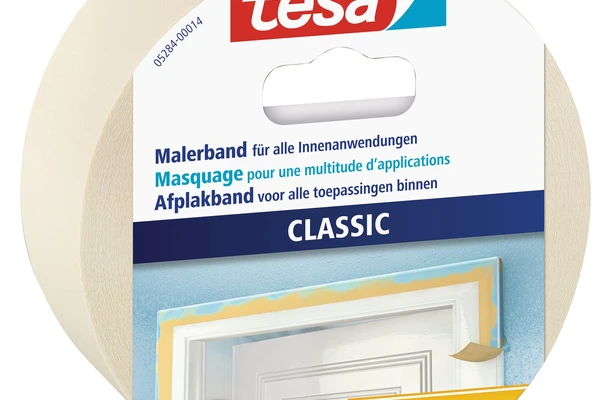 tesa
05284-00014
Malerband für alle Innenanwendungen
Masquage pour une multitude d'applications
Afplakband voor alle toepassingen binnen
CLASSIC